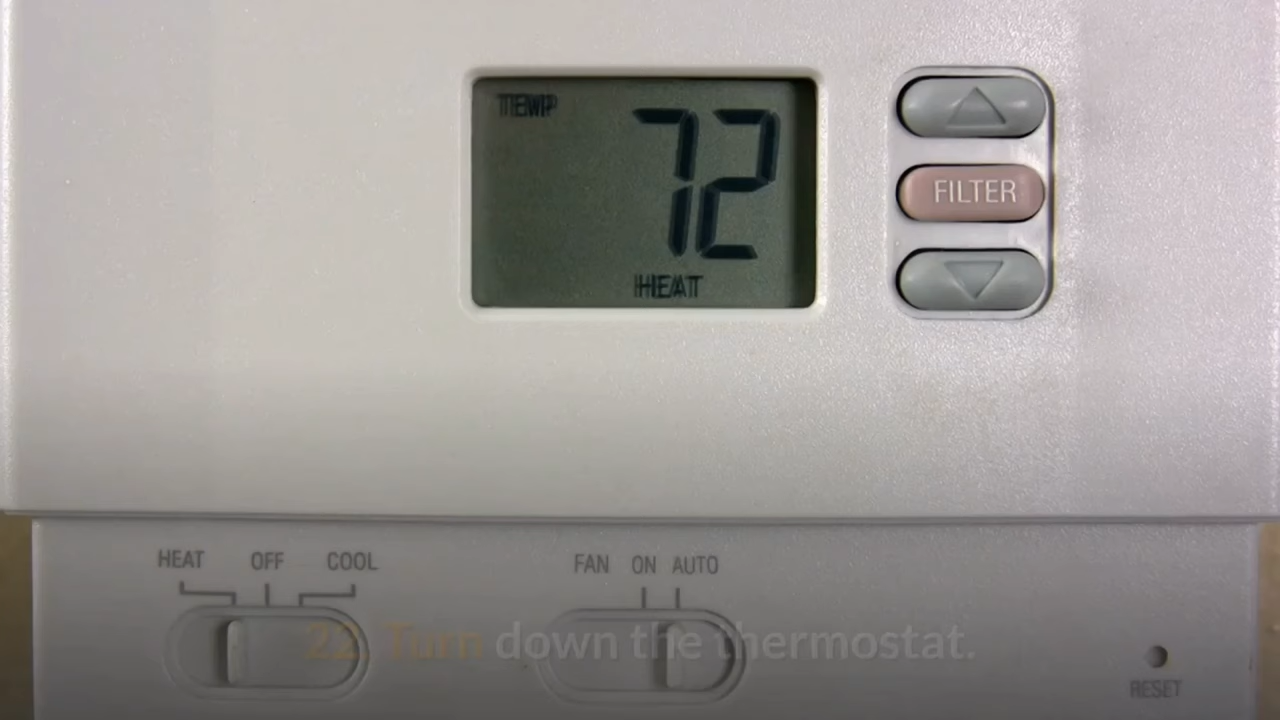 TEMP
72
HEAT
FILTER
HEAT OFF COOL
FAN ON AUTO
22. Turn down the thermostat.
RESET